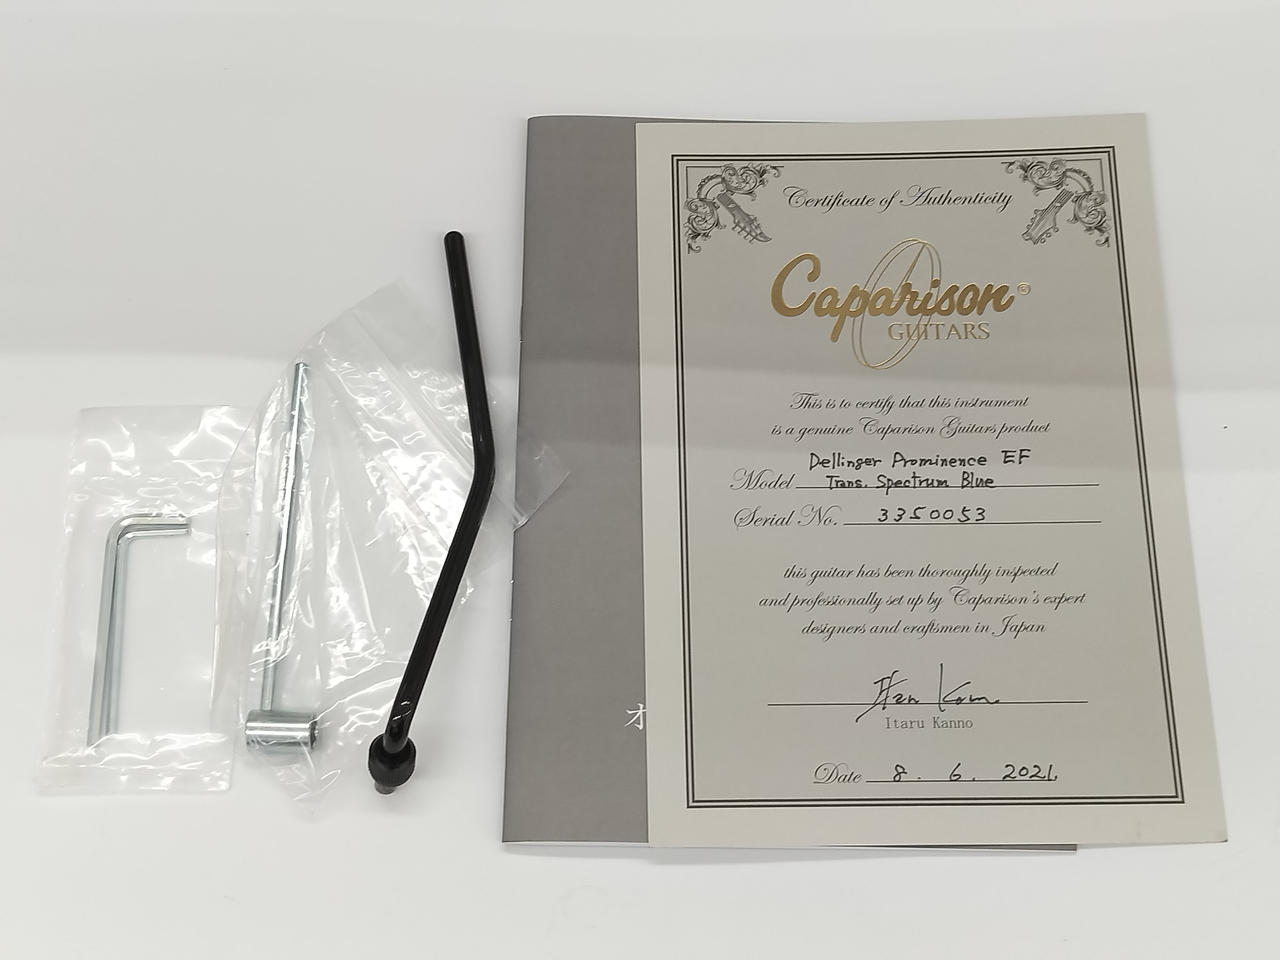 Certificate of Authenticity
Caparison©
GUITARS
This is to certify that this instrument
is a genuine Caparison Guitars product
Dellinger Prominence EF
Model Trans. Spectrum Blue
Serial No. 3350053
this guitar has been thoroughly inspected
and professionally set up by Caparison's expert
designers and craftsmen in Japan
Itaru Kanno
Date 8. 6. 2021.
オ